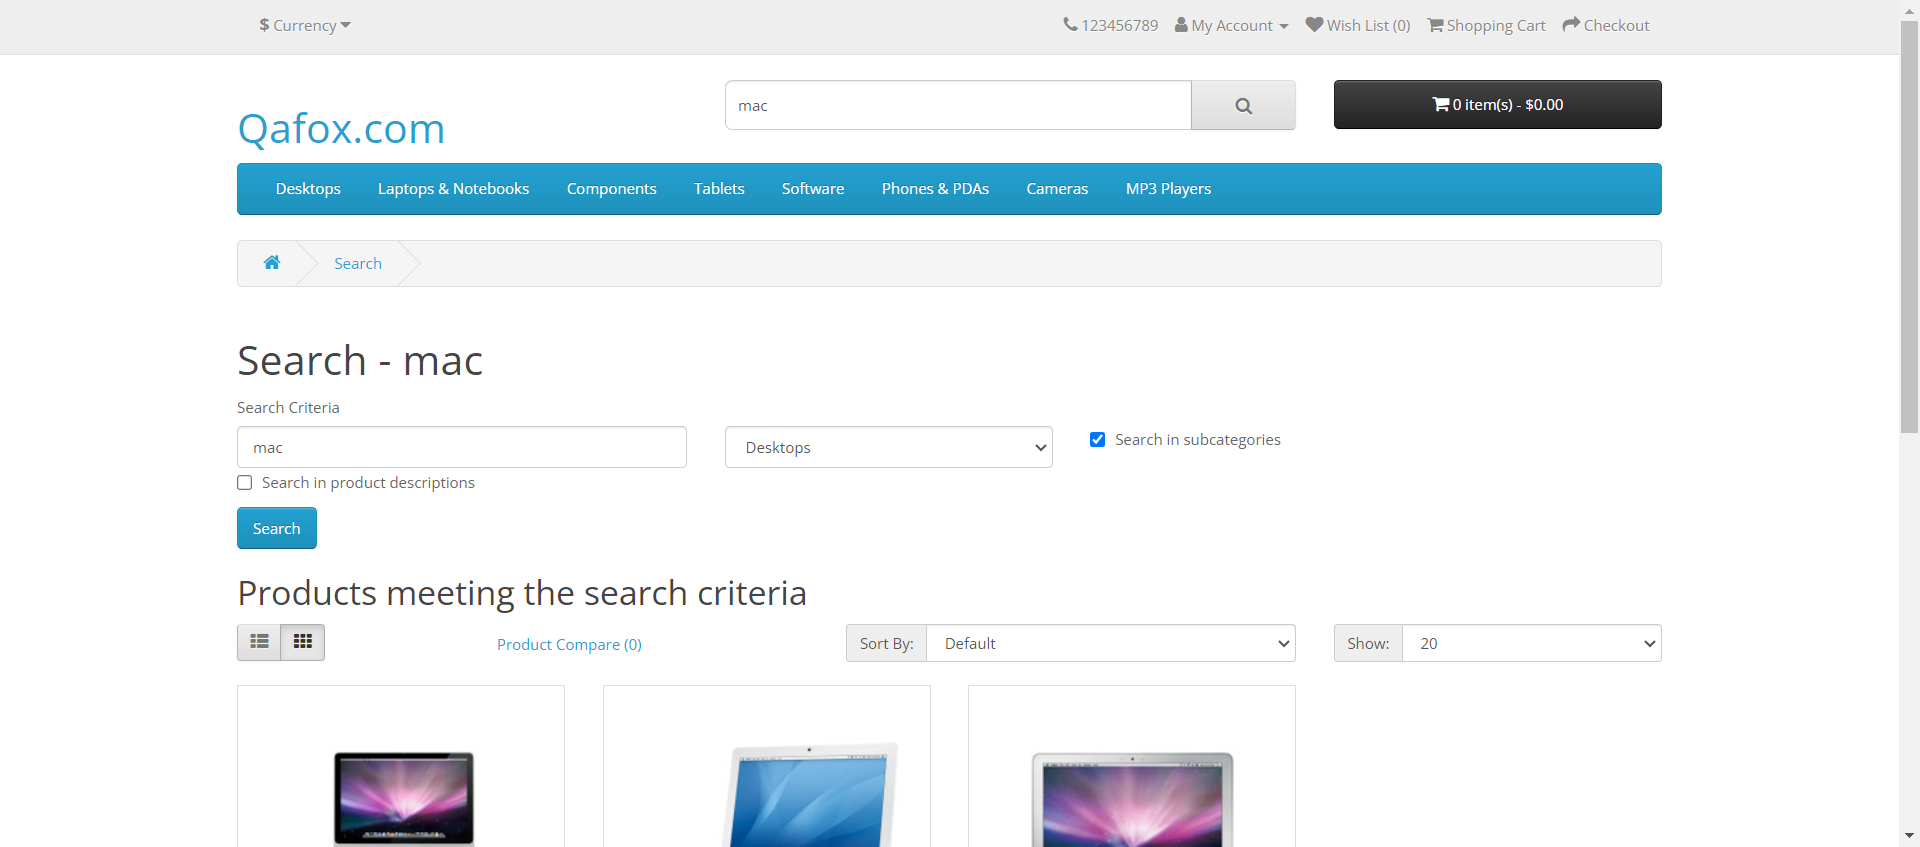 $ Currency
123456789 My Account Wish List (0) Shopping Cart Checkout
Qafox.com
mac
0 item(s) - $0.00
Desktops Laptops & Notebooks Components Tablets Software Phones & PDAs Cameras MP3 Players
Search
Search - mac
Search Criteria
mac
Desktops
Search in subcategories
Search in product descriptions
Search
Products meeting the search criteria
Product Compare (0)
Sort By: Default
Show: 20